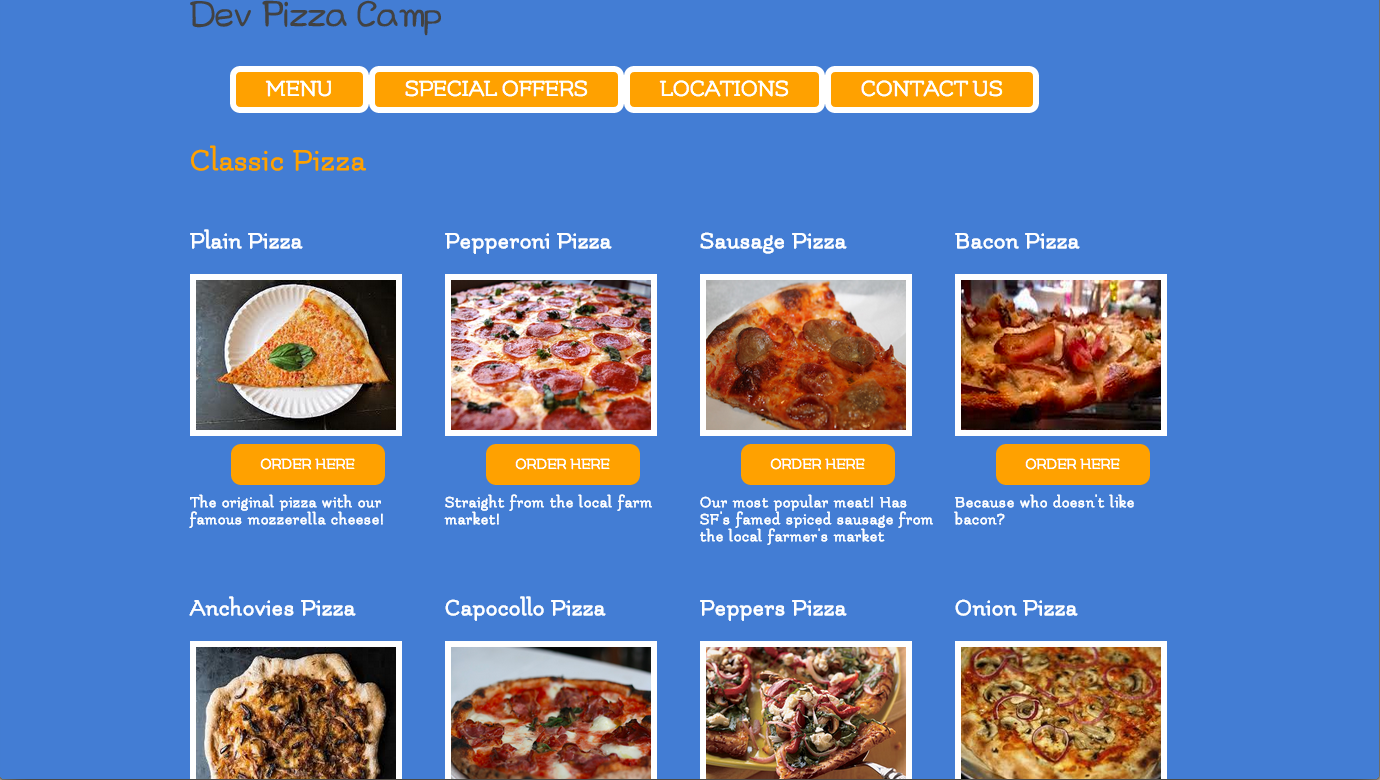 Dev Pizza Camp
MENU SPECIAL OFFERS LOCATIONS CONTACT US
Classic Pizza
Plain Pizza
Pepperoni Pizza
Sausage Pizza
Bacon Pizza
ORDER HERE
ORDER HERE
ORDER HERE
ORDER HERE
The original pizza with our
famous mozzerella cheese!
Straight from the local farm
market!
Our most popular meat! Has
SF's famed spiced sausage from
the local farmer's market
Because who doesn't like
bacon?
Anchovies Pizza
Capocollo Pizza
Peppers Pizza
Onion Pizza